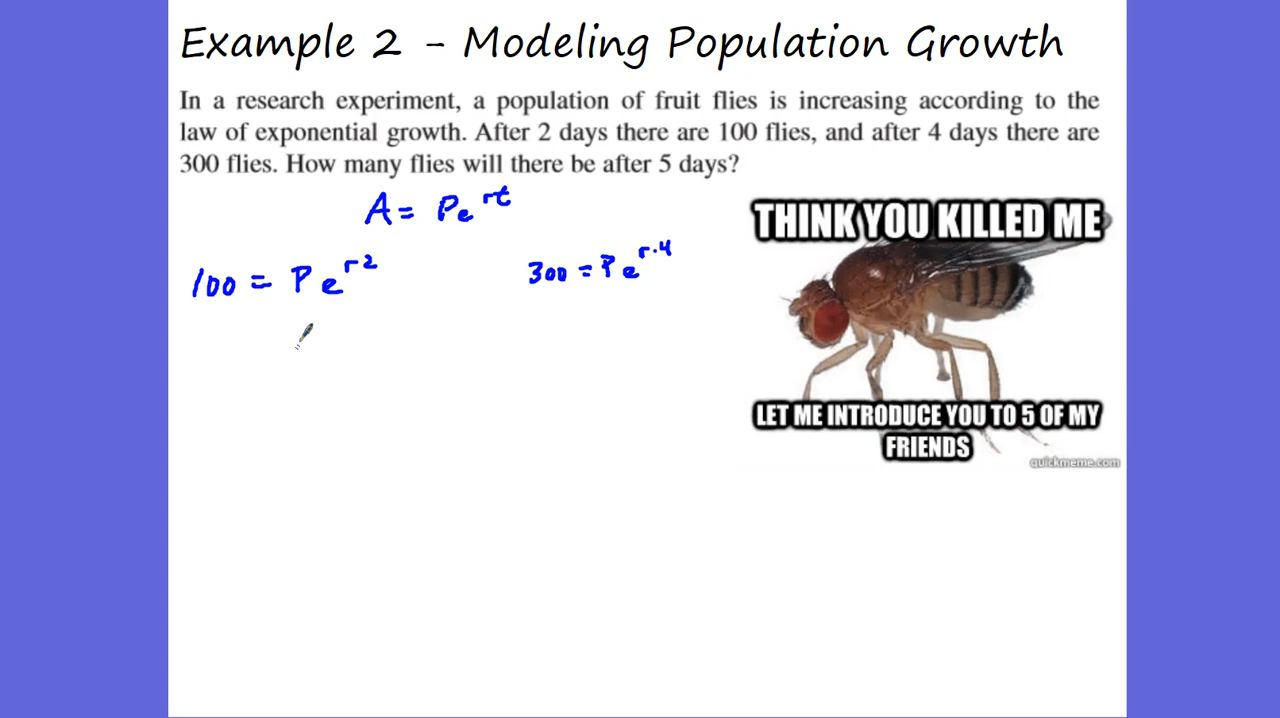 Example 2 - Modeling Population Growth
In a research experiment, a population of fruit flies is increasing according to the
law of exponential growth. After 2 days there are 100 flies, and after 4 days there are
300 flies. How many flies will there be after 5 days?
A = Pe^rt
100 = Pe^r2
300 = Pe^r·4
THINK YOU KILLED ME
LET ME INTRODUCE YOU TO 5 OF MY
FRIENDS
quickmeme.com